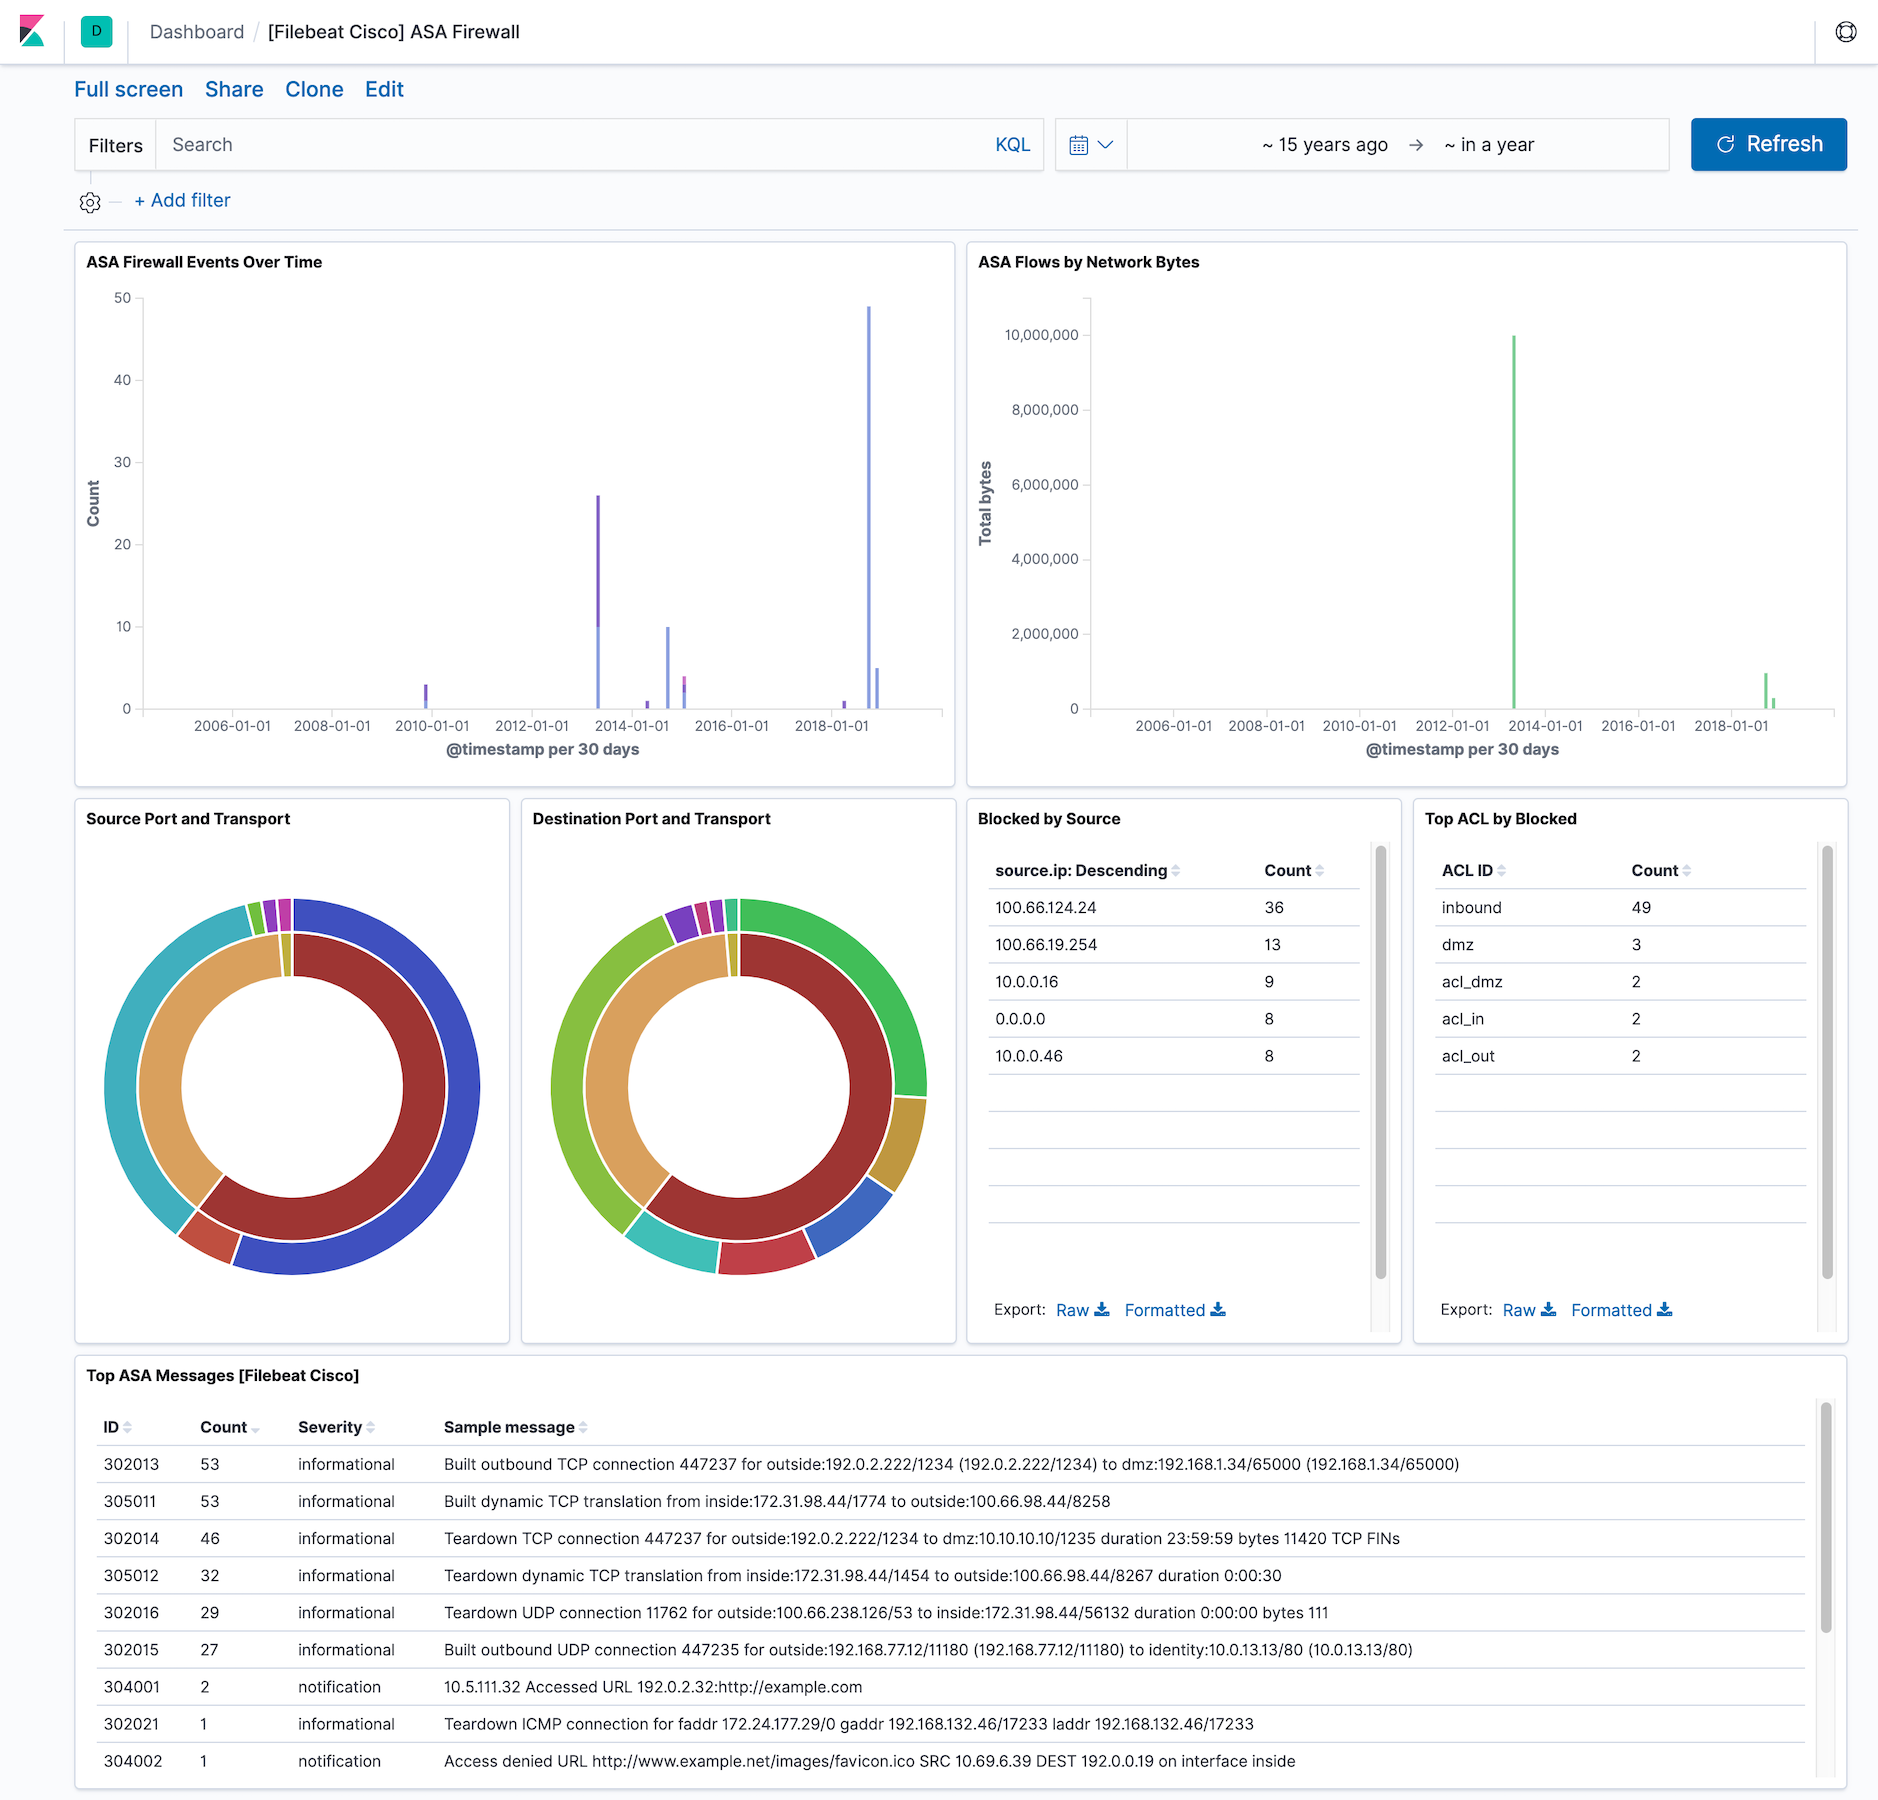 D Dashboard / [Filebeat Cisco] ASA Firewall
Full screen Share Clone Edit
Filters Search KQL ~ 15 years ago → ~ in a year Refresh
+ Add filter
ASA Firewall Events Over Time
50
40
30
20
10
0
Count
2006-01-01 2008-01-01 2010-01-01 2012-01-01 2014-01-01 2016-01-01 2018-01-01
@timestamp per 30 days
ASA Flows by Network Bytes
10,000,000
8,000,000
6,000,000
4,000,000
2,000,000
0
Total bytes
2006-01-01 2008-01-01 2010-01-01 2012-01-01 2014-01-01 2016-01-01 2018-01-01
@timestamp per 30 days
Source Port and Transport
Destination Port and Transport
Blocked by Source
source.ip: Descending Count
100.66.124.24 36
100.66.19.254 13
10.0.0.16 9
0.0.0.0 8
10.0.0.46 8
Export: Raw Formatted
Top ACL by Blocked
ACL ID Count
inbound 49
dmz 3
acl_dmz 2
acl_in 2
acl_out 2
Export: Raw Formatted
Top ASA Messages [Filebeat Cisco]
ID Count Severity Sample message
302013 53 informational Built outbound TCP connection 447237 for outside:192.0.2.222/1234 (192.0.2.222/1234) to dmz:192.168.1.34/65000 (192.168.1.34/65000)
305011 53 informational Built dynamic TCP translation from inside:172.31.98.44/1774 to outside:100.66.98.44/8258
302014 46 informational Teardown TCP connection 447237 for outside:192.0.2.222/1234 to dmz:10.10.10.10/1235 duration 23:59:59 bytes 11420 TCP FINs
305012 32 informational Teardown dynamic TCP translation from inside:172.31.98.44/1454 to outside:100.66.98.44/8267 duration 0:00:30
302016 29 informational Teardown UDP connection 11762 for outside:100.66.238.126/53 to inside:172.31.98.44/56132 duration 0:00:00 bytes 111
302015 27 informational Built outbound UDP connection 447235 for outside:192.168.77.12/11180 (192.168.77.12/11180) to identity:10.0.13.13/80 (10.0.13.13/80)
304001 2 notification 10.5.111.32 Accessed URL 192.0.2.32:http://example.com
302021 1 informational Teardown ICMP connection for faddr 172.24.177.29/0 gaddr 192.168.132.46/17233 laddr 192.168.132.46/17233
304002 1 notification Access denied URL http://www.example.net/images/favicon.ico SRC 10.69.6.39 DEST 192.0.0.19 on interface inside